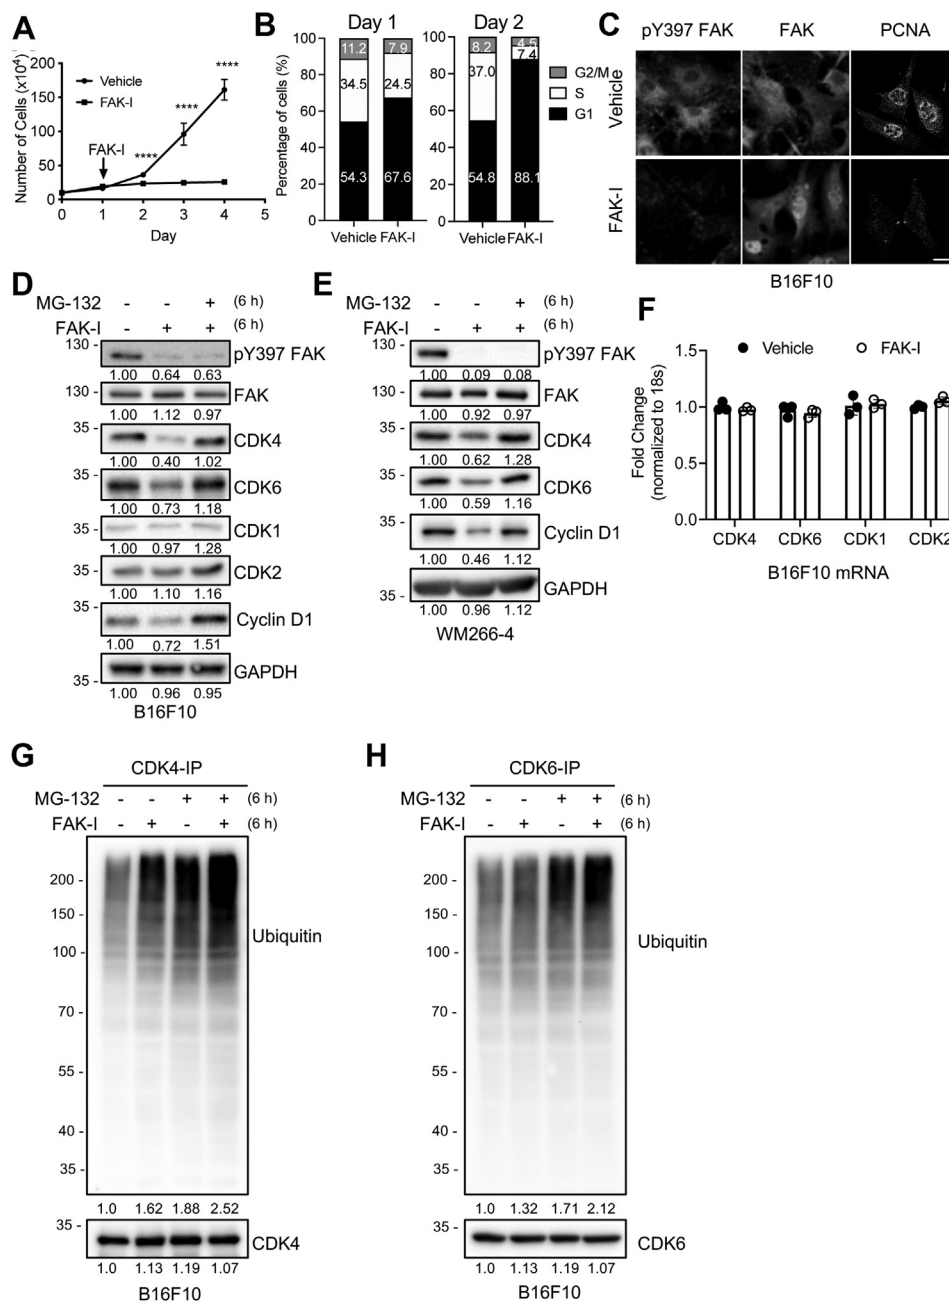 A
Number of Cells (x10⁴)
200
150
100
50
0
Vehicle
FAK-I
FAK-I
****
****
****
0 1 2 3 4 5
Day
B
Day 1 Day 2
Percentage of cells (%)
100
80
60
40
20
0
11.2 7.9
34.5 24.5
54.3 67.6
Vehicle FAK-I
100
80
60
40
20
0
8.2 4.5
37.0 7.4
54.8 88.1
Vehicle FAK-I
G2/M
S
G1
C
pY397 FAK FAK PCNA
Vehicle
FAK-I
B16F10
D
MG-132 - - + (6 h)
FAK-I - + + (6 h)
130 - pY397 FAK
1.00 0.64 0.63
130 - FAK
1.00 1.12 0.97
CDK4
1.00 0.40 1.02
35 - CDK6
1.00 0.73 1.18
35 - CDK1
1.00 0.97 1.28
35 - CDK2
1.00 1.10 1.16
35 - Cyclin D1
1.00 0.72 1.51
35 - GAPDH
1.00 0.96 0.95
B16F10
E
MG-132 - - + (6 h)
FAK-I - + + (6 h)
130 - pY397 FAK
1.00 0.09 0.08
130 - FAK
1.00 0.92 0.97
CDK4
1.00 0.62 1.28
35 - CDK6
1.00 0.59 1.16
35 - Cyclin D1
1.00 0.46 1.12
35 - GAPDH
1.00 0.96 1.12
WM266-4
F
Vehicle FAK-I
Fold Change
(normalized to 18s)
1.5
1.0
0.5
0.0
CDK4 CDK6 CDK1 CDK2
B16F10 mRNA
G
CDK4-IP
MG-132 - - + + (6 h)
FAK-I - + - + (6 h)
200 -
150 -
100 -
70 -
55 -
40 -
35 -
Ubiquitin
1.0 1.62 1.88 2.52
35 - CDK4
1.0 1.13 1.19 1.07
B16F10
H
CDK6-IP
MG-132 - - + + (6 h)
FAK-I - + - + (6 h)
200 -
150 -
100 -
70 -
55 -
40 -
35 -
Ubiquitin
1.0 1.32 1.71 2.12
35 - CDK6
1.0 1.13 1.19 1.07
B16F10